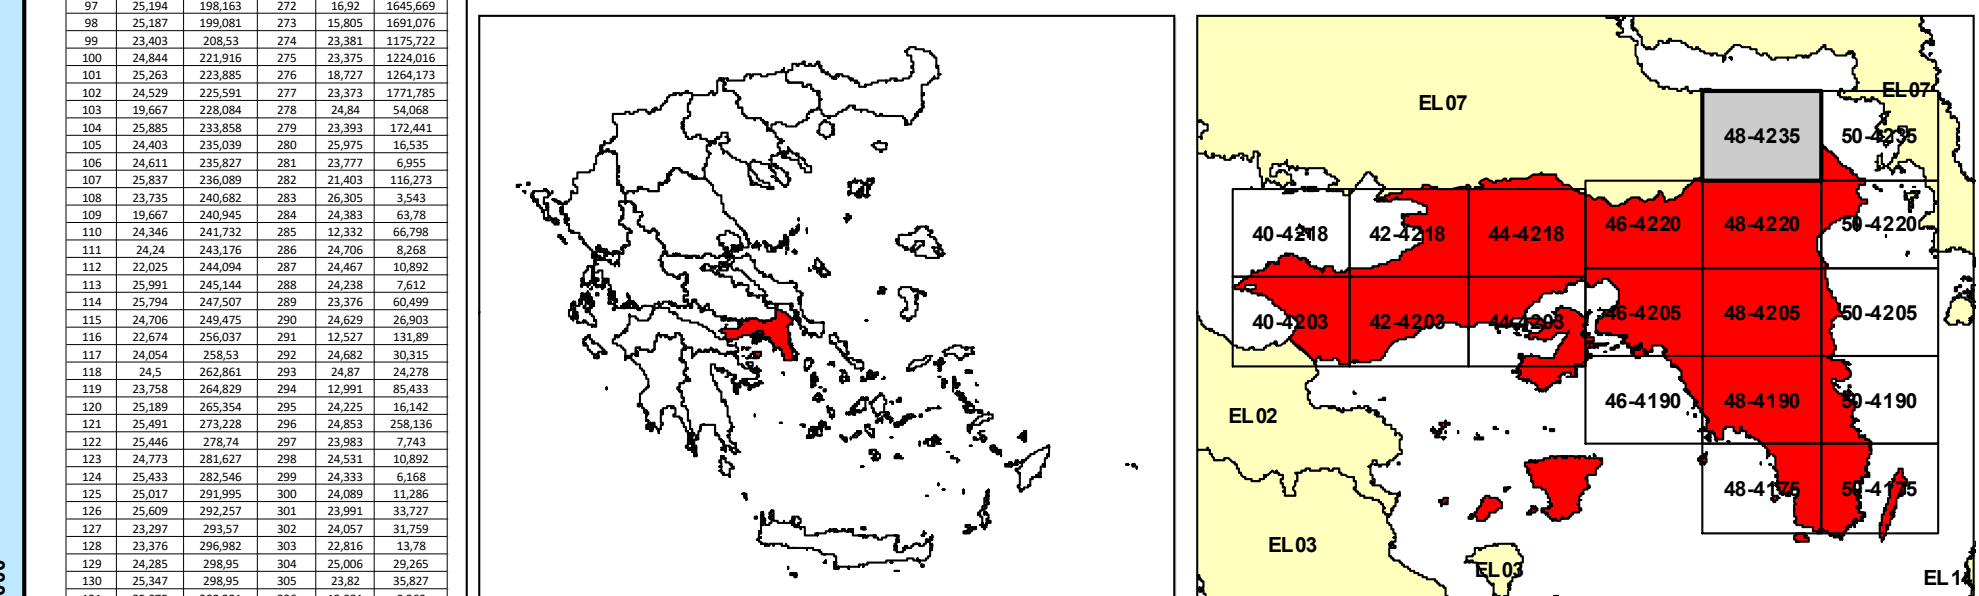 97 25,194 198,163 272 16,92 1645,669
98 25,187 199,081 273 15,805 1691,076
99 23,403 208,53 274 23,381 1175,722
100 24,844 221,916 275 23,375 1224,016
101 25,263 223,885 276 18,727 1264,173
102 24,529 225,591 277 23,373 1771,785
103 19,667 228,084 278 24,84 54,068
104 25,885 233,858 279 23,393 172,441
105 24,403 235,039 280 25,975 16,535
106 24,611 235,827 281 23,777 6,955
107 25,837 236,089 282 21,403 116,273
108 23,735 240,682 283 26,305 3,543
109 19,667 240,945 284 24,383 63,78
110 24,346 241,732 285 12,332 66,798
111 24,24 243,176 286 24,706 8,268
112 22,025 244,094 287 24,467 10,892
113 25,991 245,144 288 24,238 7,612
114 25,794 247,507 289 23,376 60,499
115 24,706 249,475 290 24,629 26,903
116 22,674 256,037 291 12,527 131,89
117 24,054 258,53 292 24,682 30,315
118 24,5 262,861 293 24,87 24,278
119 23,758 264,829 294 12,991 85,433
120 25,189 265,354 295 24,225 16,142
121 25,491 273,228 296 24,853 258,136
122 25,446 278,74 297 23,983 7,743
123 24,773 281,627 298 24,531 10,892
124 25,433 282,546 299 24,333 6,168
125 25,017 291,995 300 24,089 11,286
126 25,609 292,257 301 23,991 33,727
127 23,297 293,57 302 24,057 31,759
128 23,376 296,982 303 22,816 13,78
129 24,285 298,95 304 25,006 29,265
130 25,347 298,95 305 23,82 35,827
EL07 EL07
48-4235 50-4235
40-4218 42-4218 44-4218 46-4220 48-4220 50-4220
40-4203 42-4203 44-4203 46-4205 48-4205 50-4205
EL02 46-4190 48-4190 50-4190
48-4175 50-4175
EL03
EL03